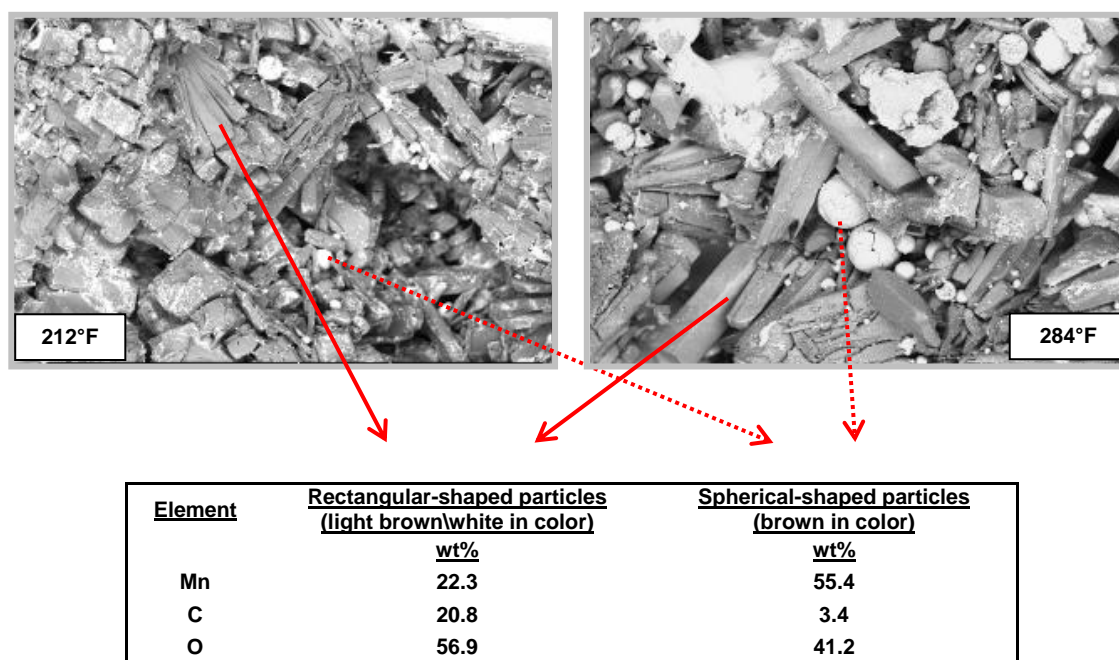 212°F
284°F
Element Rectangular-shaped particles Spherical-shaped particles
(light brown\white in color) (brown in color)
wt% wt%
Mn 22.3 55.4
C 20.8 3.4
O 56.9 41.2